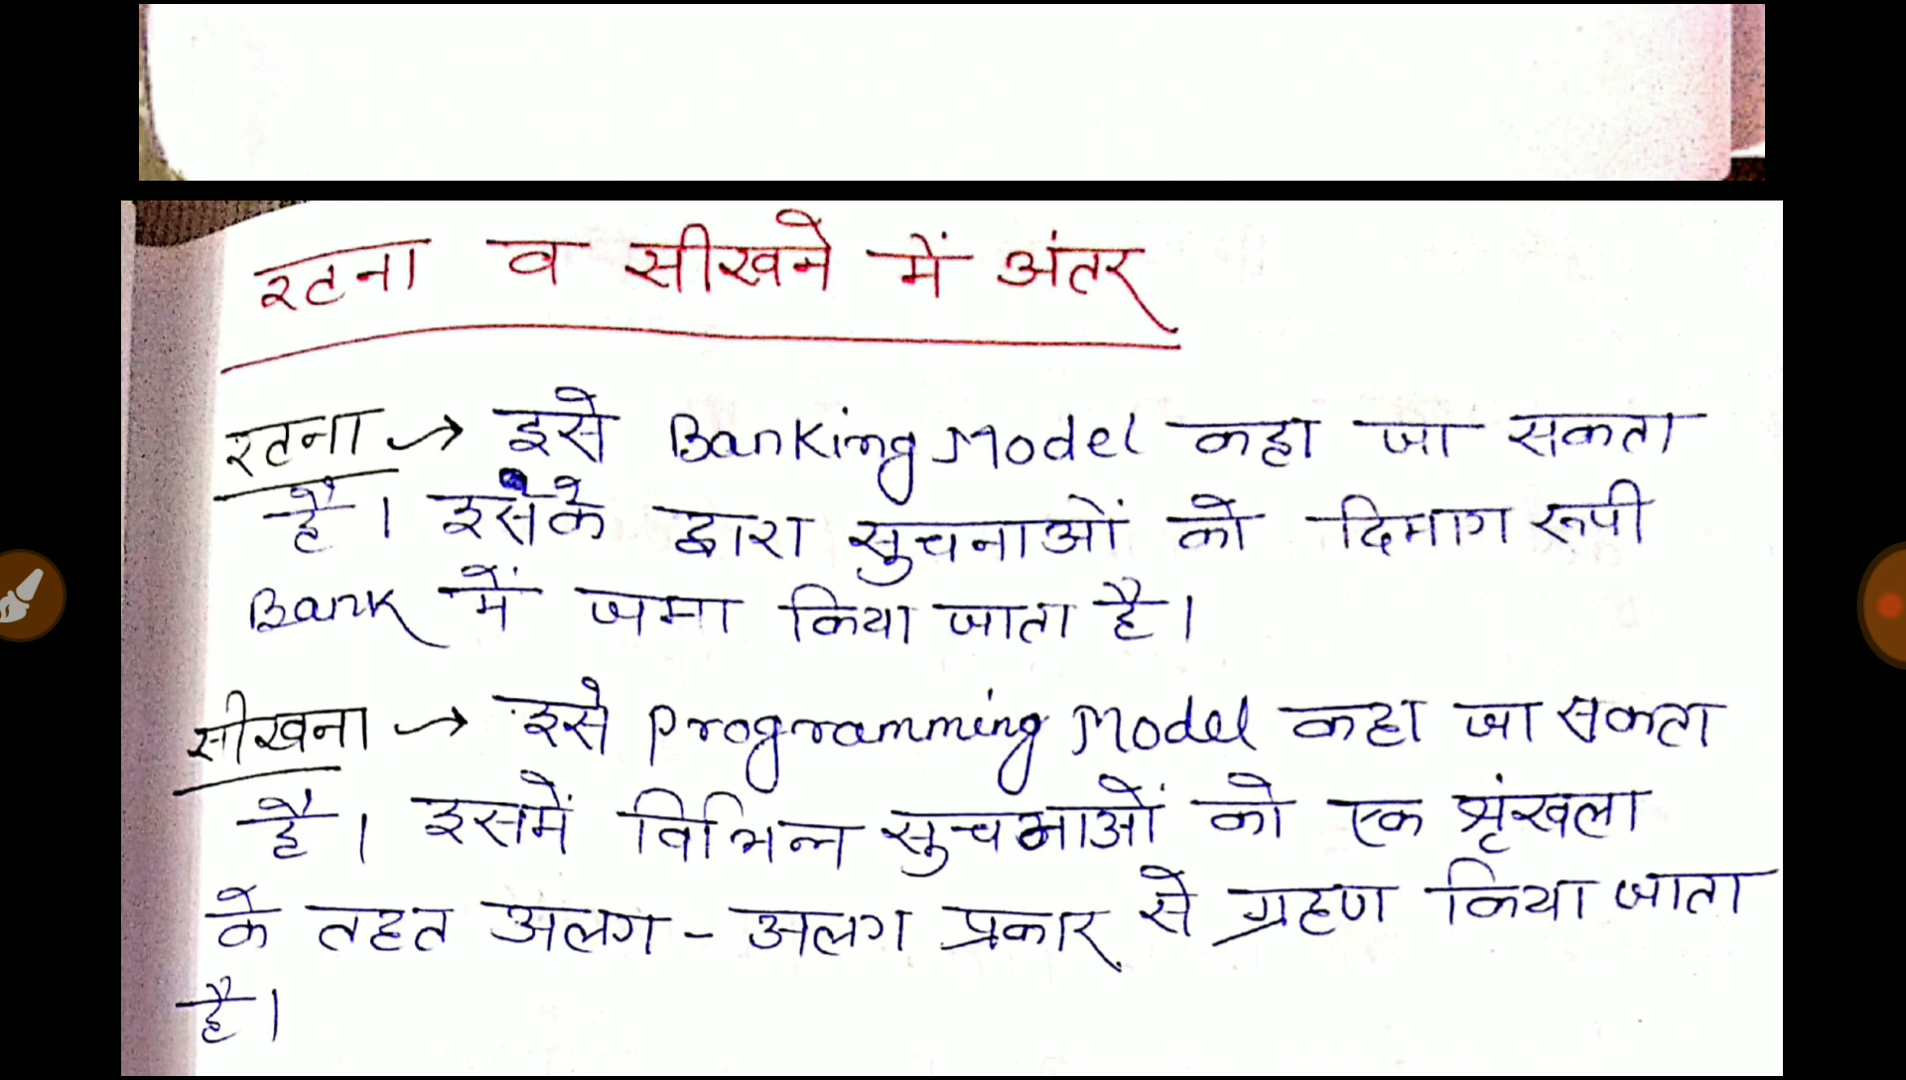 रटना व सीखने में अंतर
रटना → इसे Banking Model कहा जा सकता
है। इसके द्वारा सुचनाओं को दिमाग रूपी
Bank में जमा किया जाता है।
सीखना → इसे Programming Model कहा जा सकता
है। इसमें विभिन्न सुचनाओं को एक श्रृंखला
के तहत अलग - अलग प्रकार से ग्रहण किया जाता
है।